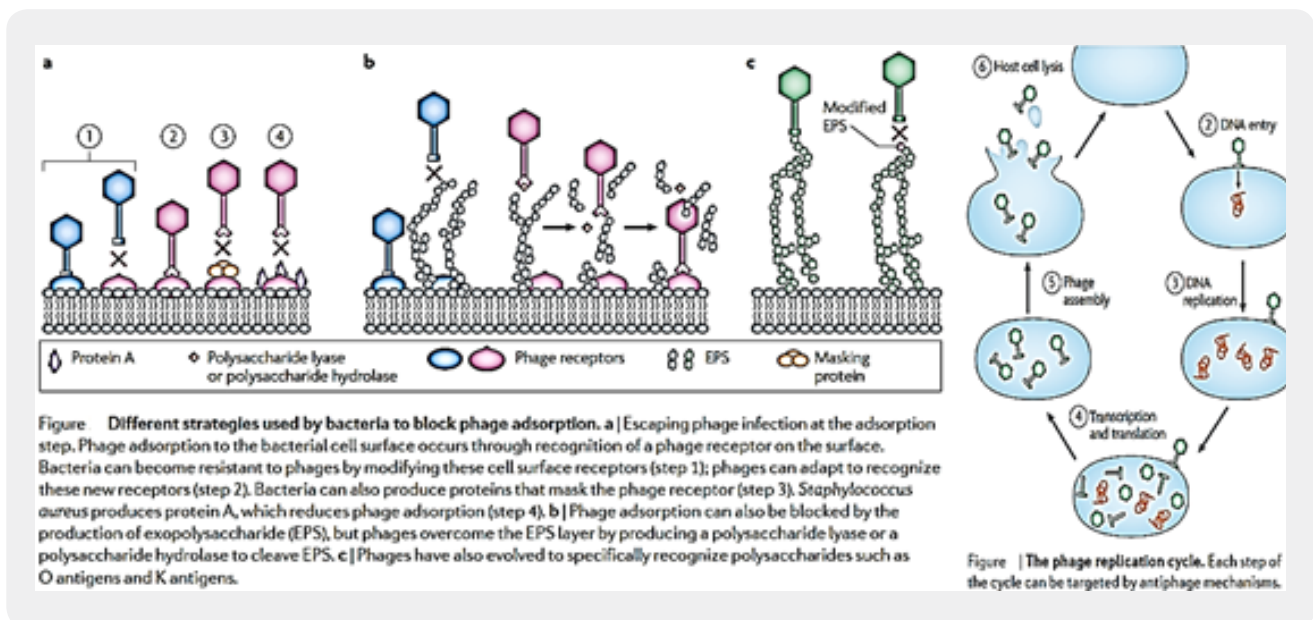 a
b
c
① ② ③ ④
Modified
EPS
Protein A
Polysaccharide lyase
or polysaccharide hydrolase
Phage receptors
EPS
Masking
protein
Figure Different strategies used by bacteria to block phage adsorption. a | Escaping phage infection at the adsorption
step. Phage adsorption to the bacterial cell surface occurs through recognition of a phage receptor on the surface.
Bacteria can become resistant to phages by modifying these cell surface receptors (step 1); phages can adapt to recognize
these new receptors (step 2). Bacteria can also produce proteins that mask the phage receptor (step 3). Staphylococcus
aureus produces protein A, which reduces phage adsorption (step 4). b | Phage adsorption can also be blocked by the
production of exopolysaccharide (EPS), but phages overcome the EPS layer by producing a polysaccharide lyase or a
polysaccharide hydrolase to cleave EPS. c | Phages have also evolved to specifically recognize polysaccharides such as
O antigens and K antigens.
⑥ Host cell lysis
② DNA entry
③ DNA
replication
④ Transcription
and translation
⑤ Phage
assembly
Figure | The phage replication cycle. Each step of
the cycle can be targeted by antiphage mechanisms.